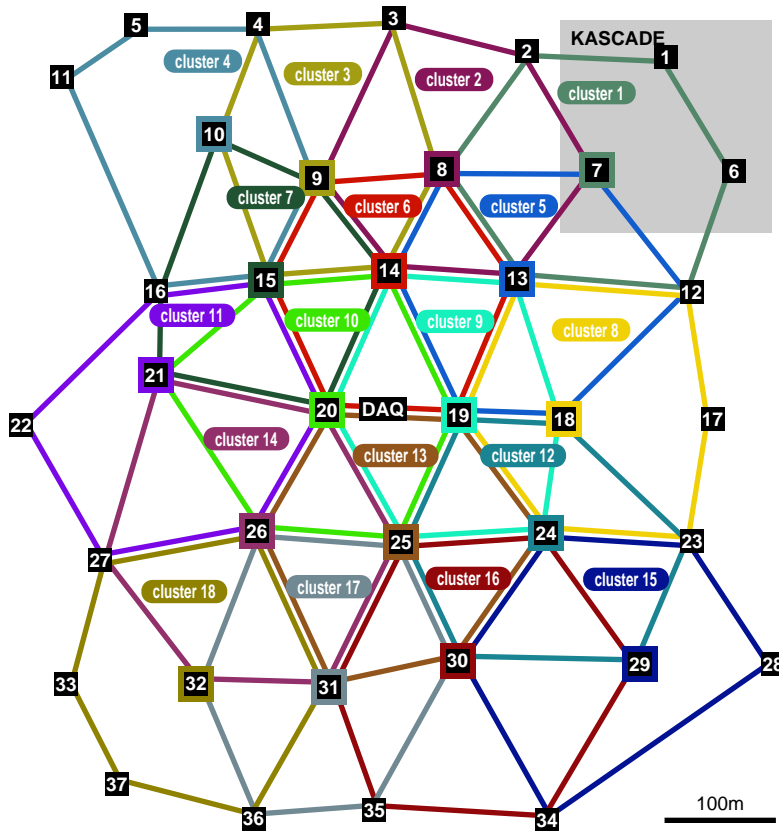 3
5
4
KASCADE
2
1
cluster 4
cluster 3
cluster 2
11
cluster 1
10
8
7
6
9
cluster 7
cluster 6
cluster 5
14
15
13
16
12
cluster 11
cluster 10
cluster 9
cluster 8
21
20
DAQ
19
18
17
22
cluster 14
cluster 13
cluster 12
26
25
24
23
27
cluster 18
cluster 17
cluster 16
cluster 15
30
29
28
33
32
31
37
100m
36
35
34